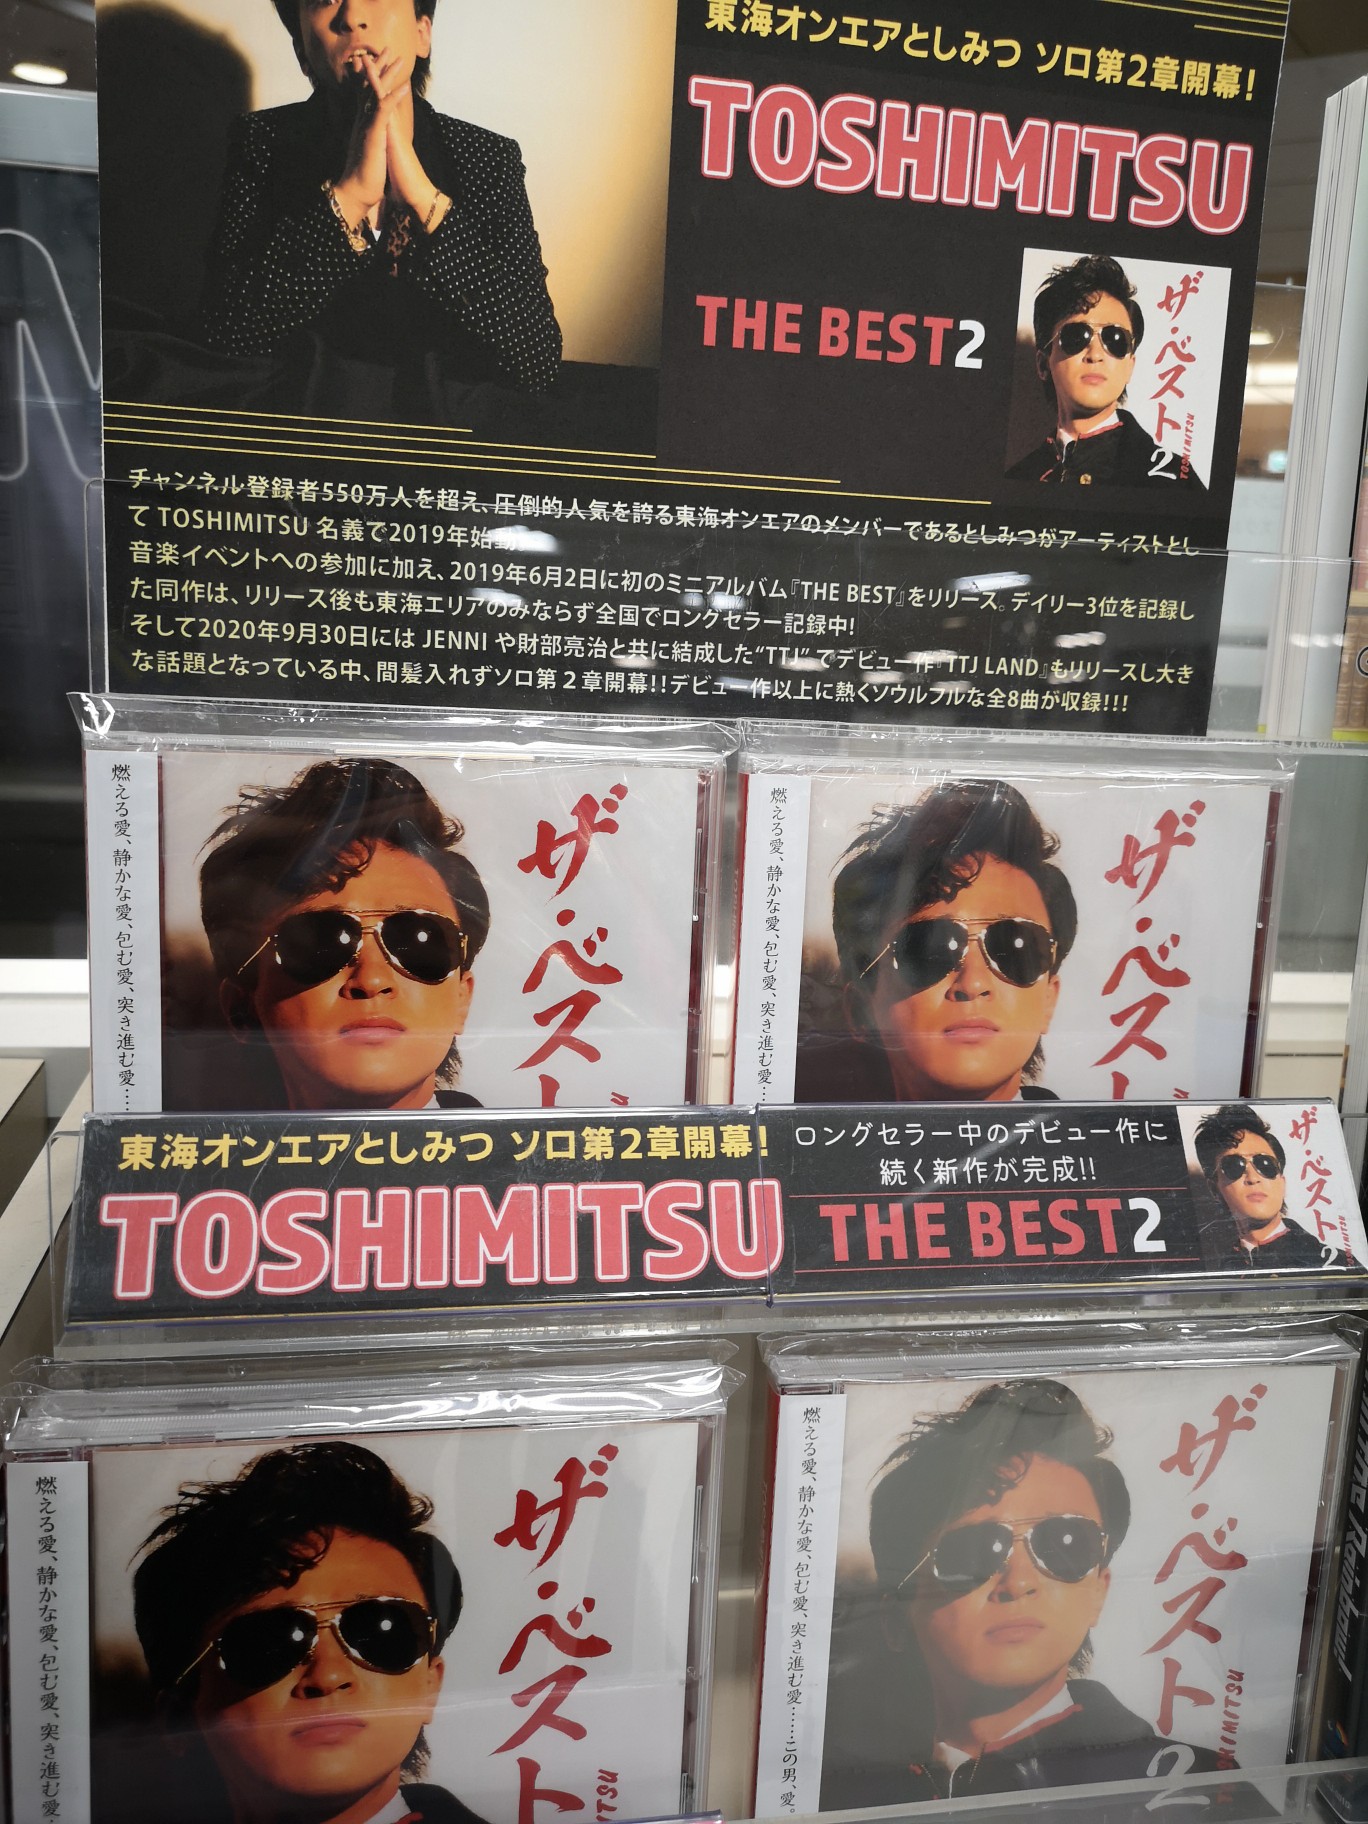 東海オンエアとしみつ ソロ第2章開幕!
TOSHIMITSU
THE BEST2
ザ・ベスト2
TOSHIMITSU
チャンネル登録者550万人を超え、圧倒的人気を誇る東海オンエアのメンバーであるとしみつがアーティストとし
て TOSHIMITSU 名義で2019年始動
音楽イベントへの参加に加え、2019年6月2日に初のミニアルバム『THE BEST』をリリース。デイリー3位を記録し
た同作は、リリース後も東海エリアのみならず全国でロングセラー記録中!
そして2020年9月30日には JENNI や財部亮治と共に結成した“TTJ” でデビュー作『TTJ LAND』もリリースし大き
な話題となっている中、間髪入れずソロ第2章開幕!!デビュー作以上に熱くソウルフルな全8曲が収録!!!
燃える愛、静かな愛、包む愛、突き進む愛‥‥
ザ・ベスト
燃える愛、静かな愛、包む愛、突き進む愛‥
ザ・ベスト
東海オンエアとしみつ ソロ第2章開幕!
TOSHIMITSU
ロングセラー中のデビュー作に
続く新作が完成!!
THE BEST2
ザ・ベスト2
燃える愛、静かな愛、包む愛、突き進む愛
ザ・ベスト
ITSU
燃える愛、静かな愛、包む愛、突き進む愛‥‥‥この男、愛。
ザ・ベスト2
TOSHIMITSU